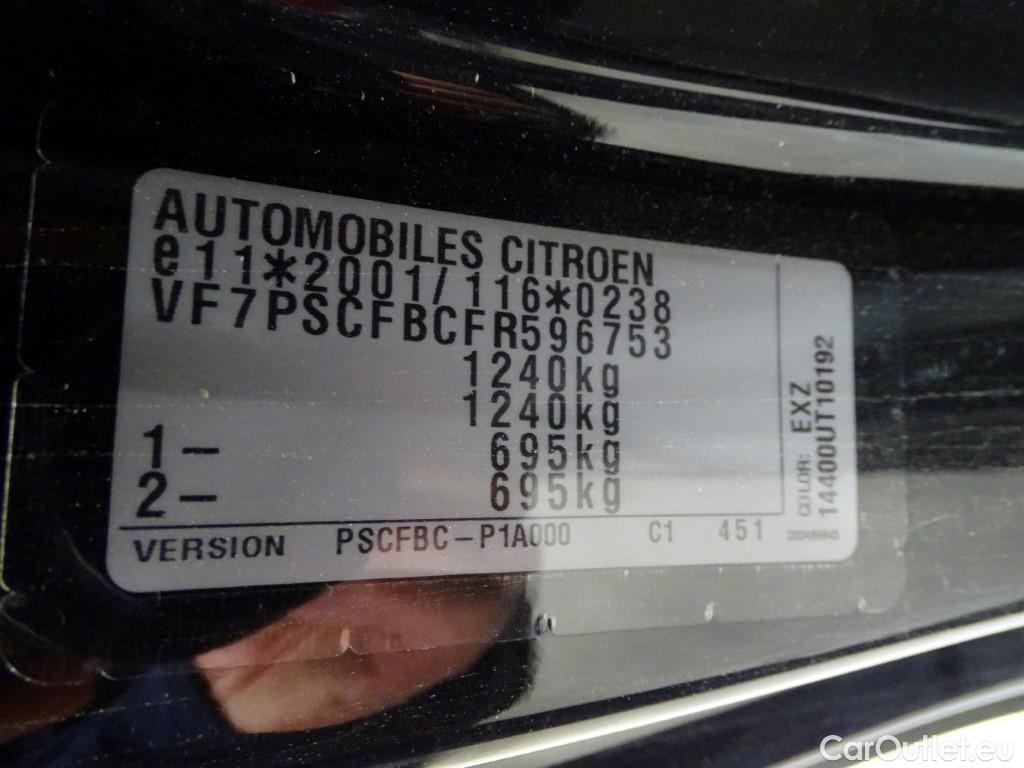 AUTOMOBILES CITROEN
e11*2001/116*0238
VF7PSCFBCFR596753
1240kg
1240kg
1- 695kg
2- 695kg
VERSION PSCFBC-P1A000 C1 451
COLOR: EXZ
14400UT10192
CarOutlet.eu